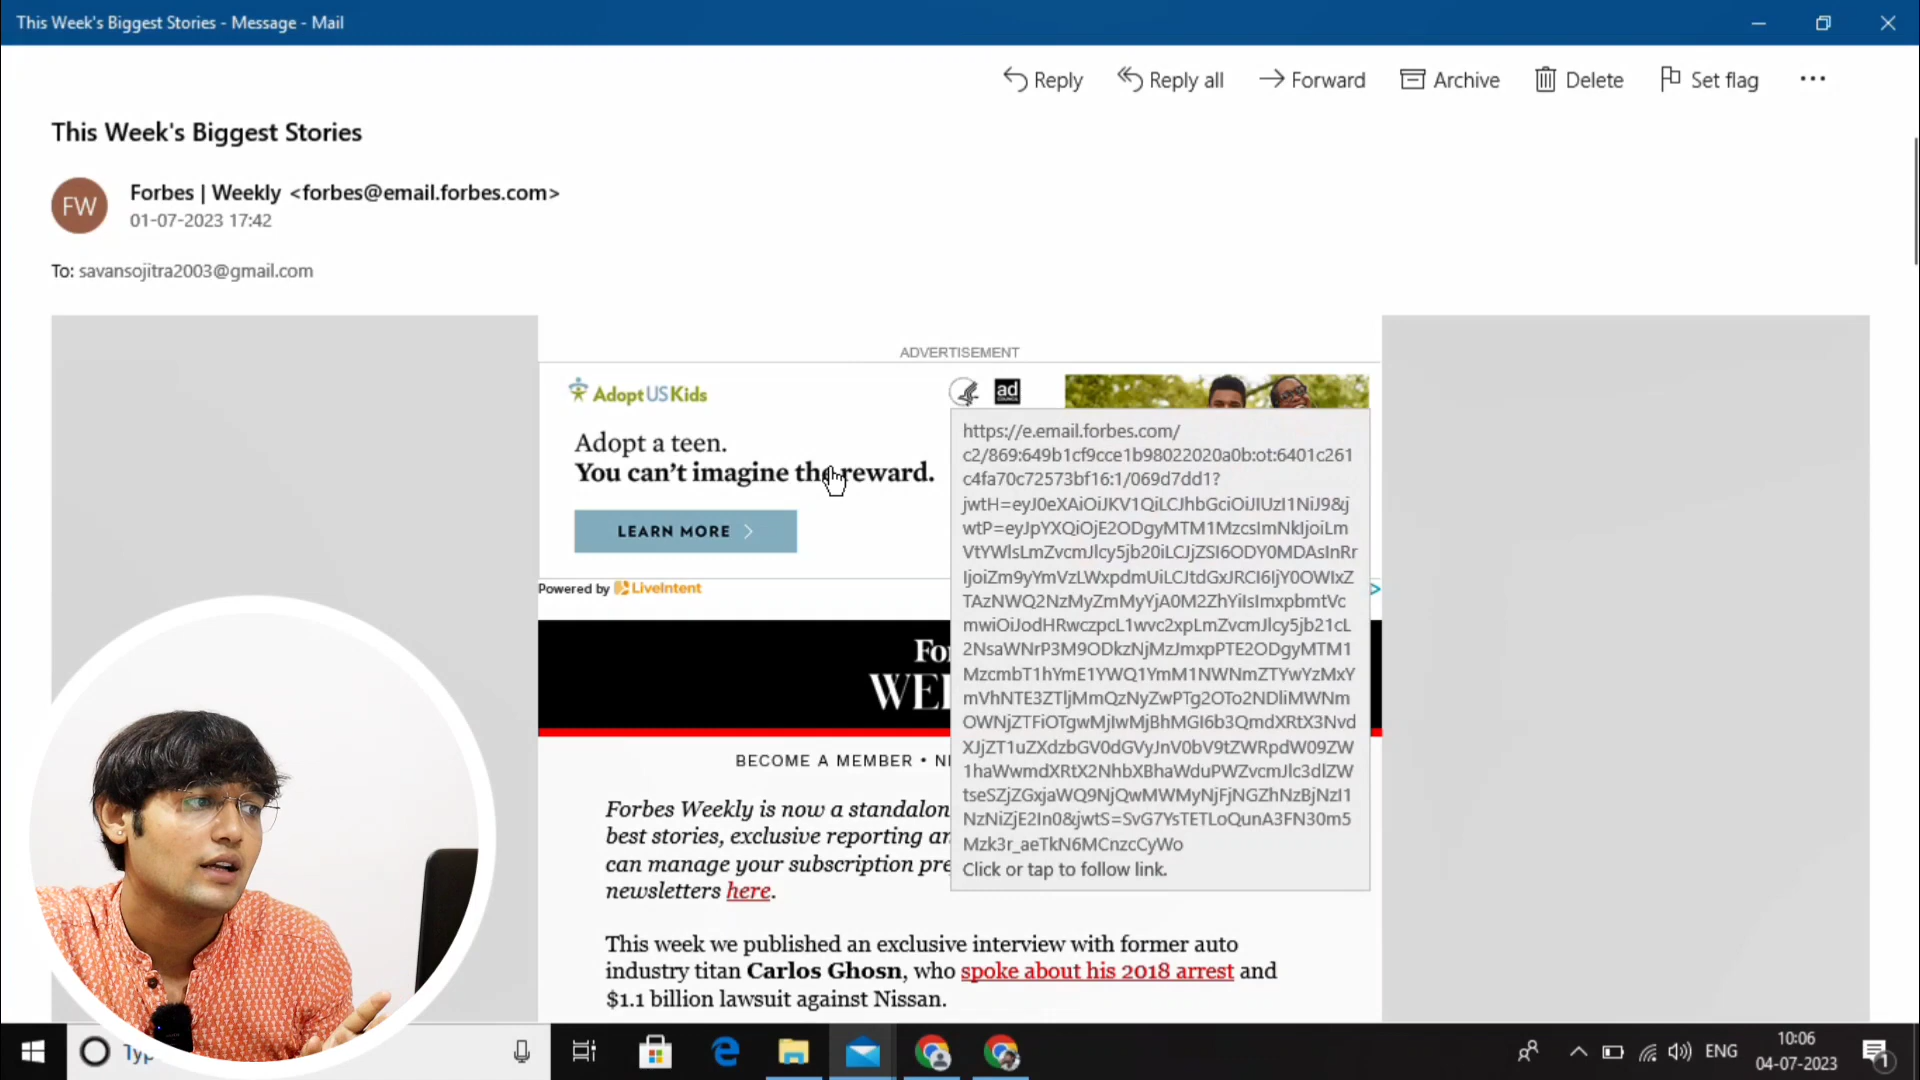 This Week's Biggest Stories - Message - Mail
Reply
Reply all
Forward
Archive
Delete
Set flag
This Week's Biggest Stories
FW
Forbes | Weekly <forbes@email.forbes.com>
01-07-2023 17:42
To: savansojitra2003@gmail.com
ADVERTISEMENT
AdoptUSKids
ad
COUNCIL
Adopt a teen.
You can't imagine the reward.
LEARN MORE
Powered by LiveIntent
https://e.email.forbes.com/
c2/869:649b1cf9cce1b98022020a0b:ot:6401c261
c4fa70c72573bf16:1/069d7dd1?
jwtH=eyJ0eXAiOiJKV1QiLCJhbGciOiJIUzI1NiJ9&j
wtP=eyJpYXQiOjE2ODgyMTM1MzcsImNkIjoiLm
VtYWlsLmZvcmJlcy5jb20iLCJjZSI6ODY0MDAsInRr
IjoiZm9yYmVzLWxpdmUiLCJtdGxJRCI6IjY0OWIxZ
TAzNWQ2NzMyZmMyYjA0M2ZhYiIsImxpbmtVc
mwiOiJodHRwczpcL1wvc2xpLmZvcmJlcy5jb21cL
2NsaWNrP3M9ODkzNjMzJmxpPTE2ODgyMTM1
MzcmbT1hYmE1YWQ1YmM1NWNmZTYwYzMxY
mVhNTE3ZTljMmQzNyZwPTg2OTo2NDliMWNm
OWNjZTFiOTgwMjIwMjBhMGI6b3QmdXRtX3Nvd
XJjZT1uZXdzbGV0dGVyJnV0bV9tZWRpdW09ZW
1haWwmdXRtX2NhbXBhaWduPWZvcmJlc3dlZW
tseSZjZGxjaWQ9NjQwMWMyNjFjNGZhNzBjNzI1
NzNiZjE2In0&jwtS=SvG7YsTETLoQunA3FN30m5
Mzk3r_aeTkN6MCnzcCyWo
Click or tap to follow link.
Fo
WE
BECOME A MEMBER • N
Forbes Weekly is now a standalon
best stories, exclusive reporting an
can manage your subscription pre
newsletters here.
This week we published an exclusive interview with former auto
industry titan Carlos Ghosn, who spoke about his 2018 arrest and
$1.1 billion lawsuit against Nissan.
Typ
ENG
10:06
04-07-2023
1